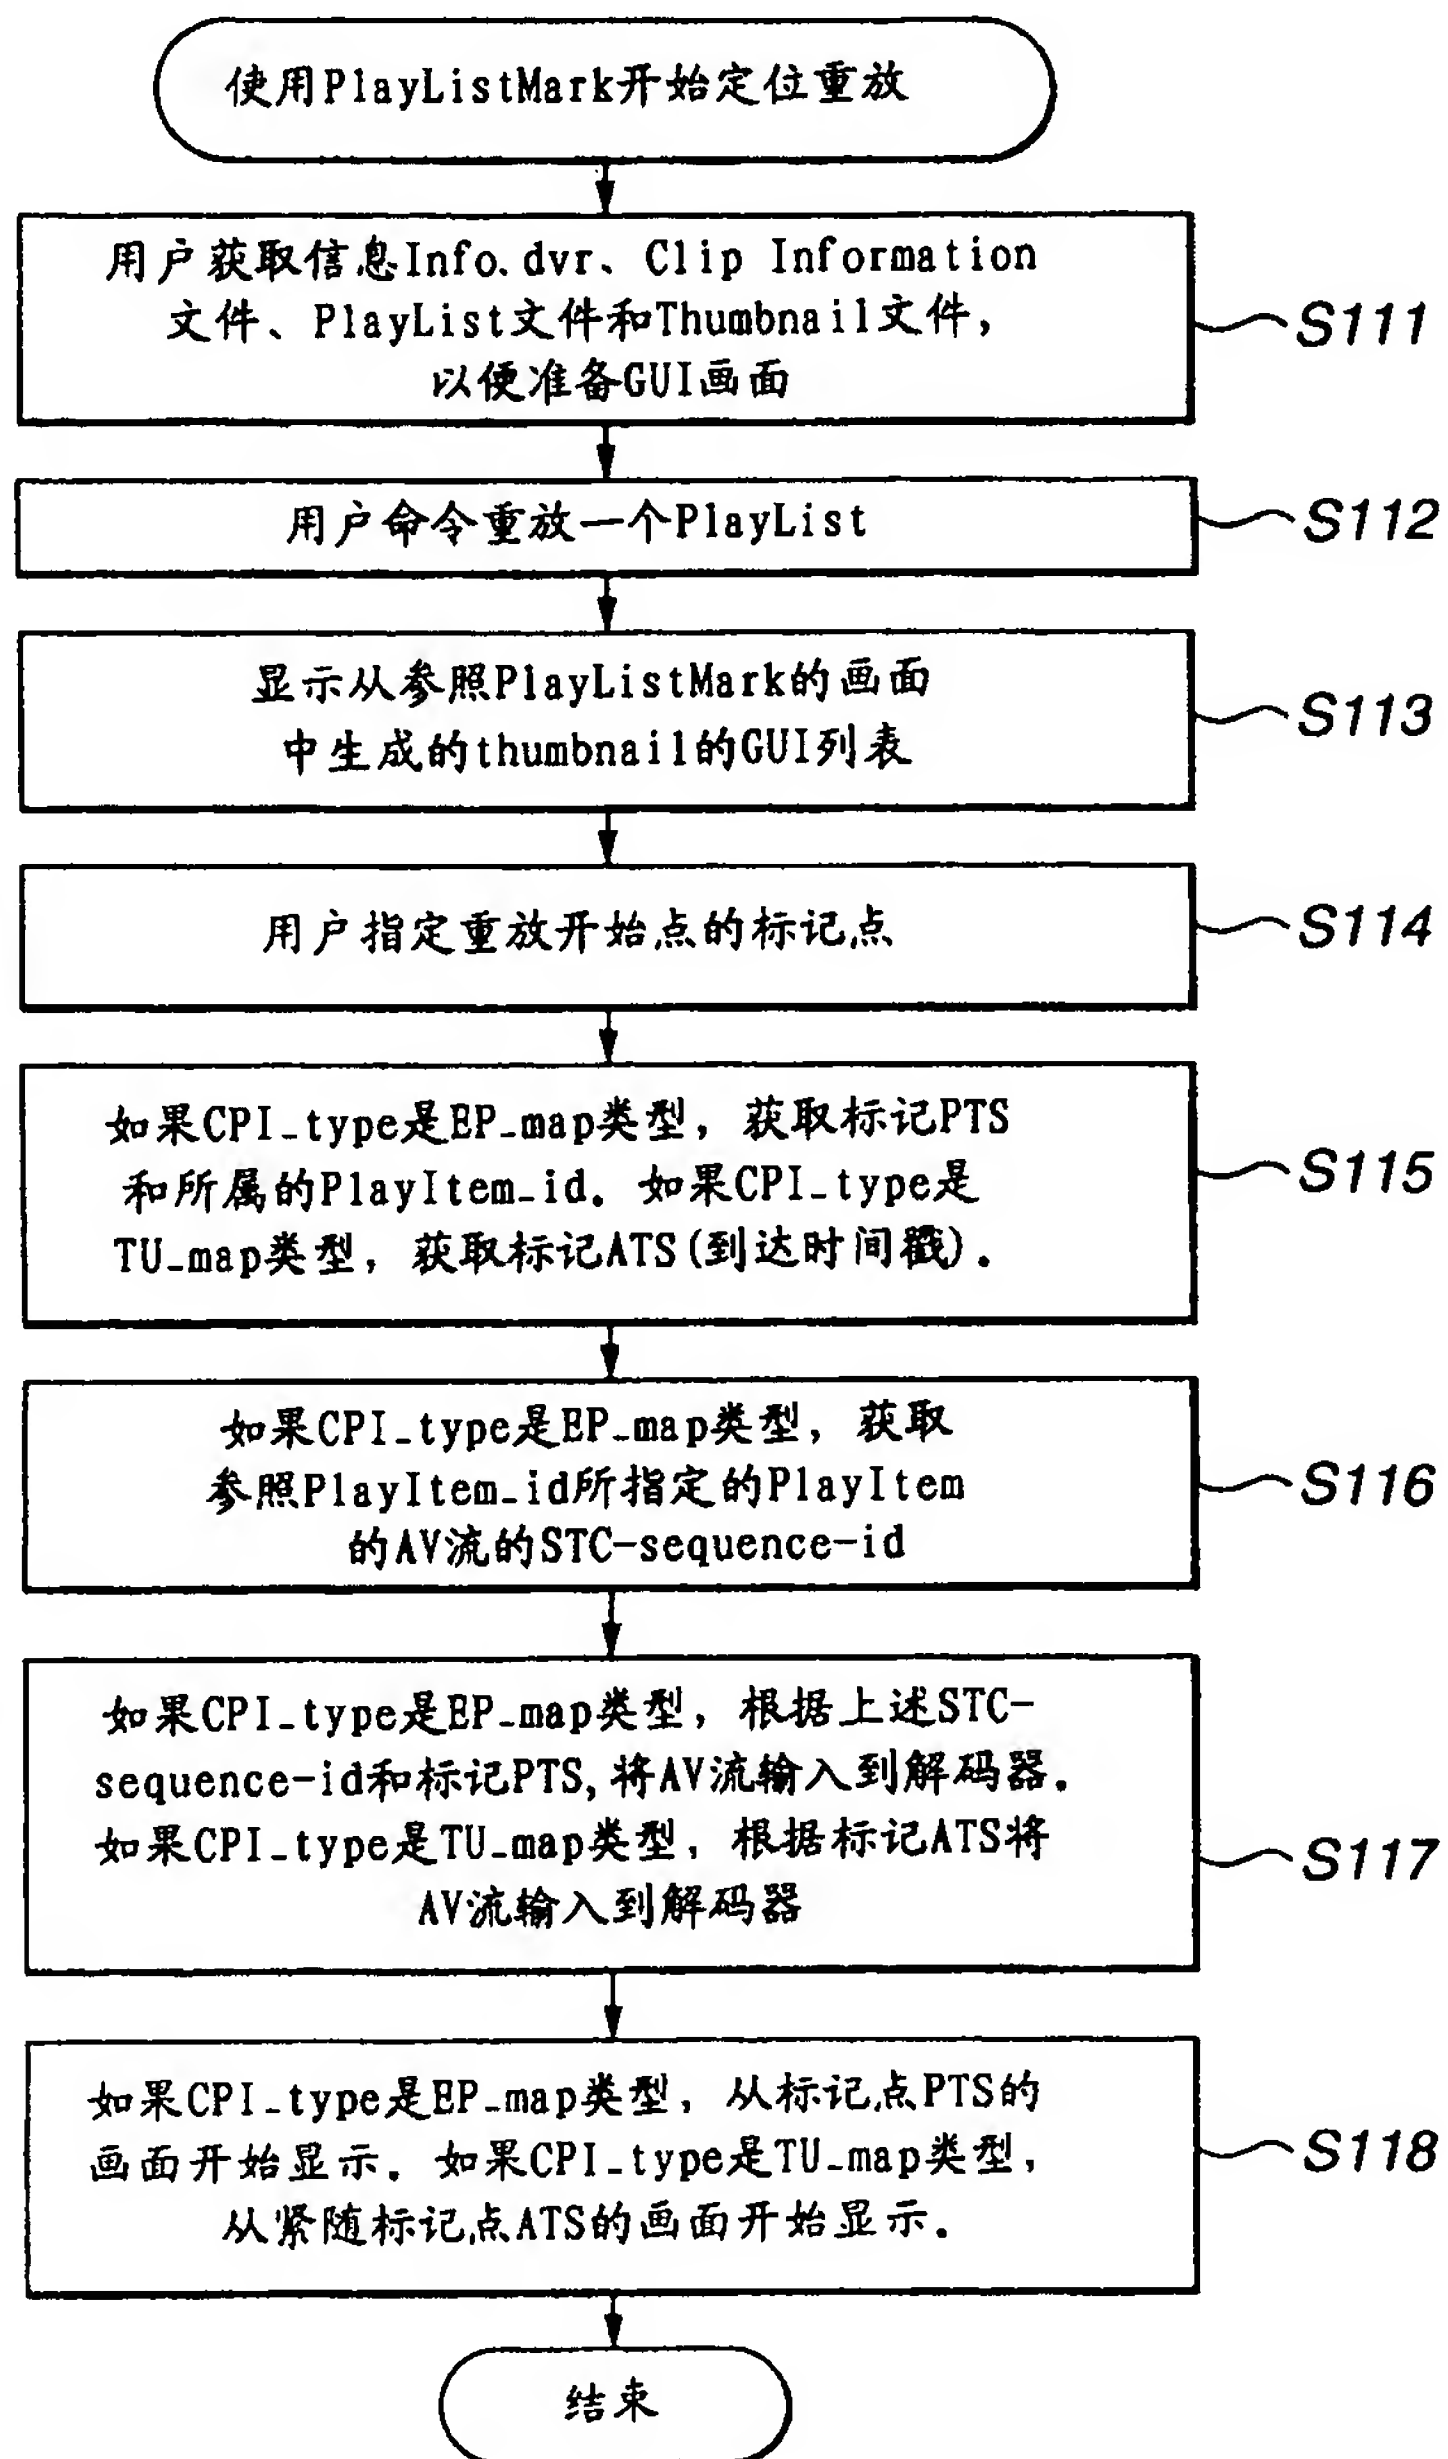 使用PlayListMark开始定位重放
用户获取信息Info.dvr、Clip Information
文件、PlayList文件和Thumbnail文件，
以便准备GUI画面
S111
用户命令重放一个PlayList
S112
显示从参照PlayListMark的画面
中生成的thumbnail的GUI列表
S113
用户指定重放开始点的标记点
S114
如果CPI_type是EP_map类型，获取标记PTS
和所属的PlayItem_id。如果CPI_type是
TU_map类型，获取标记ATS(到达时间戳)。
S115
如果CPI_type是EP_map类型，获取
参照PlayItem_id所指定的PlayItem
的AV流的STC-sequence-id
S116
如果CPI_type是EP_map类型，根据上述STC-
sequence-id和标记PTS,将AV流输入到解码器。
如果CPI_type是TU_map类型，根据标记ATS将
AV流输入到解码器
S117
如果CPI_type是EP_map类型，从标记点PTS的
画面开始显示。如果CPI_type是TU_map类型，
从紧随标记点ATS的画面开始显示。
S118
结束